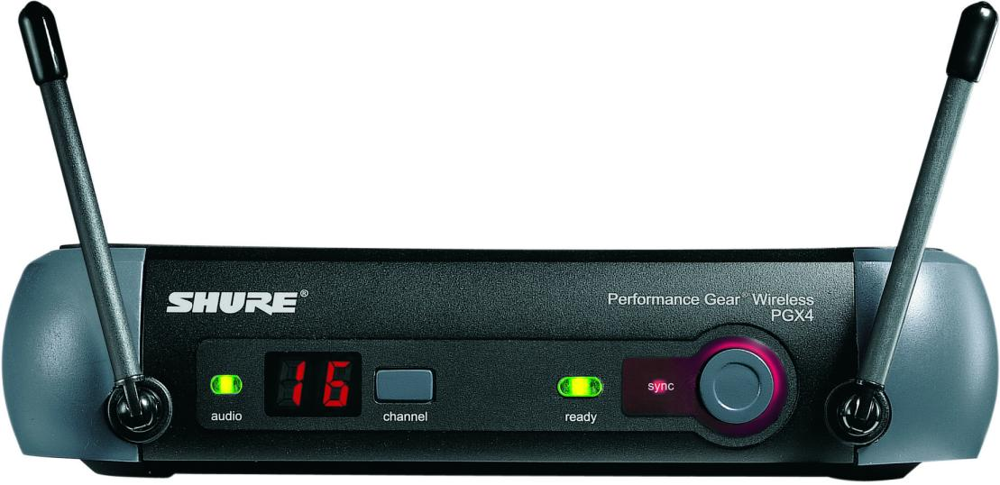 SHURE®
Performance Gear® Wireless
PGX4
16
sync
audio
channel
ready